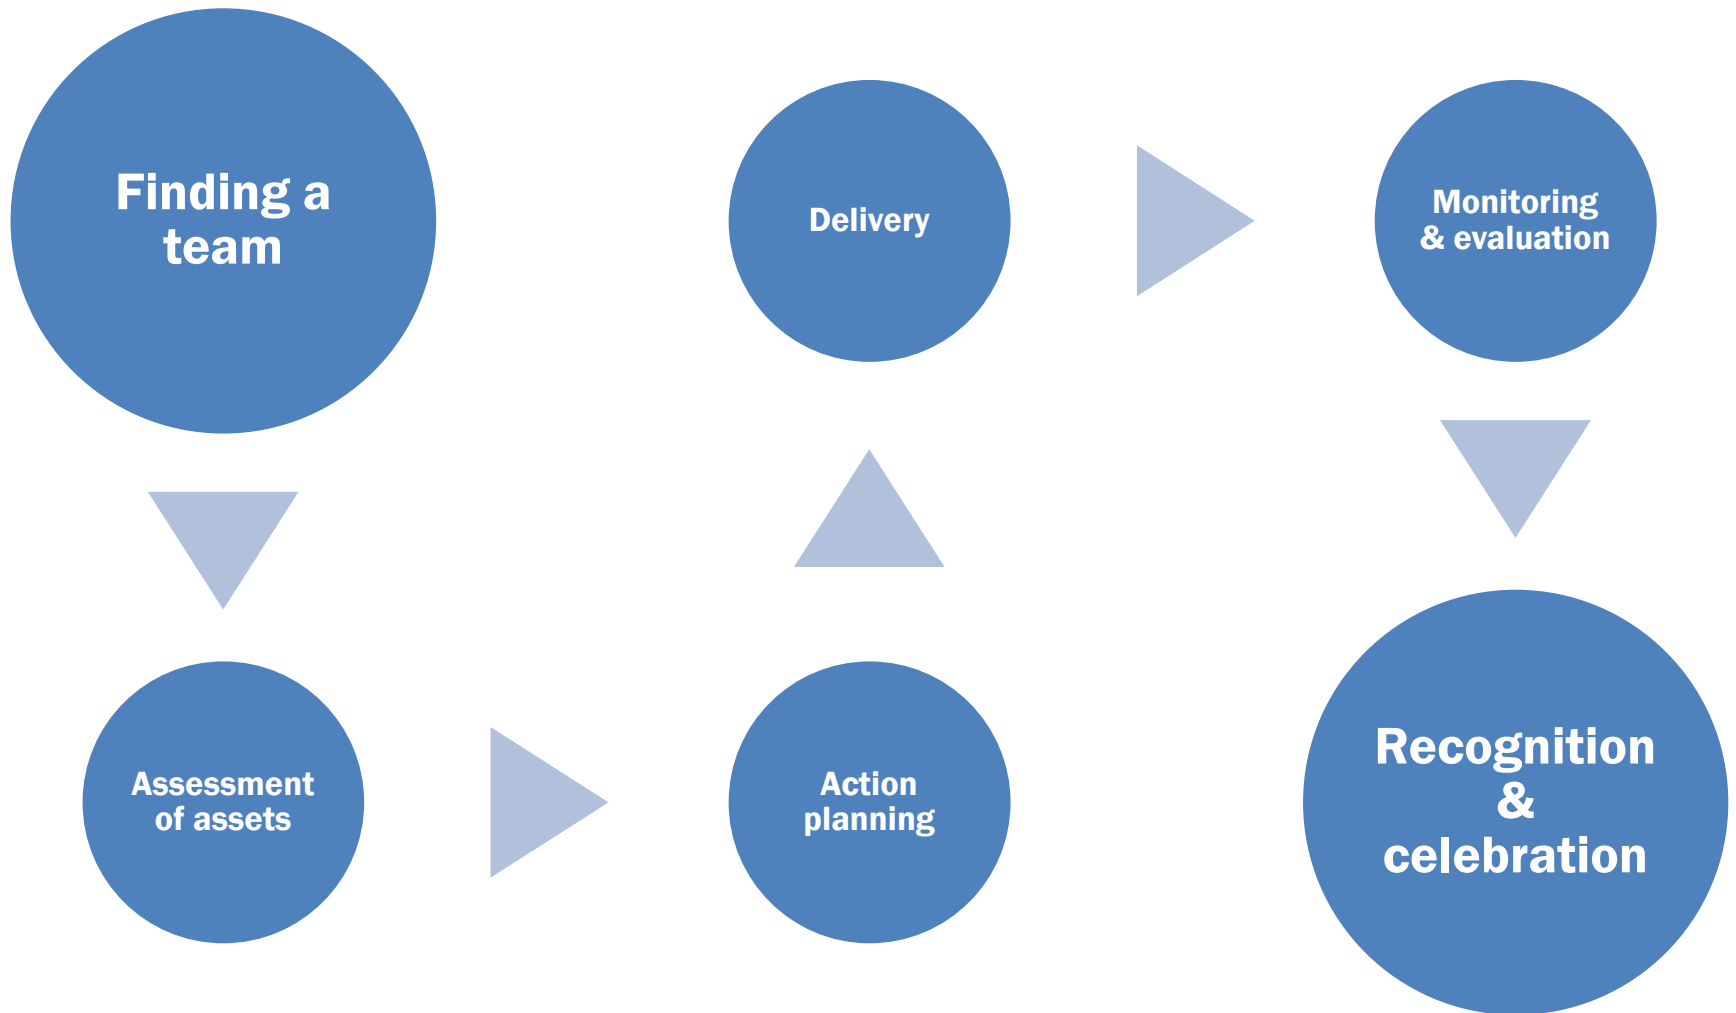 Finding a
team
Assessment
of assets
Action
planning
Delivery
Monitoring
& evaluation
Recognition
&
celebration